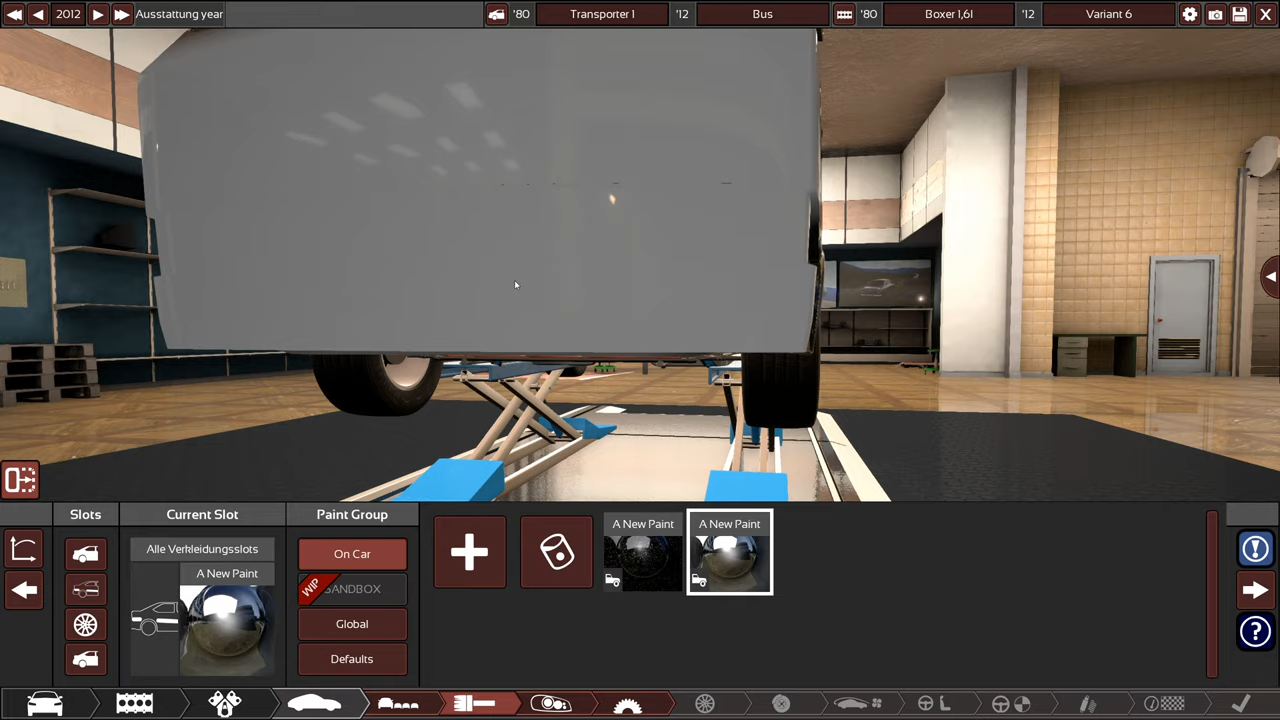 2012 Ausstattung year '80 Transporter 1 '12 Bus '80 Boxer 1,6l '12 Variant 6
Slots Current Slot Paint Group
Alle Verkleidungsslots
A New Paint
On Car
WIP SANDBOX
Global
Defaults
A New Paint A New Paint
?